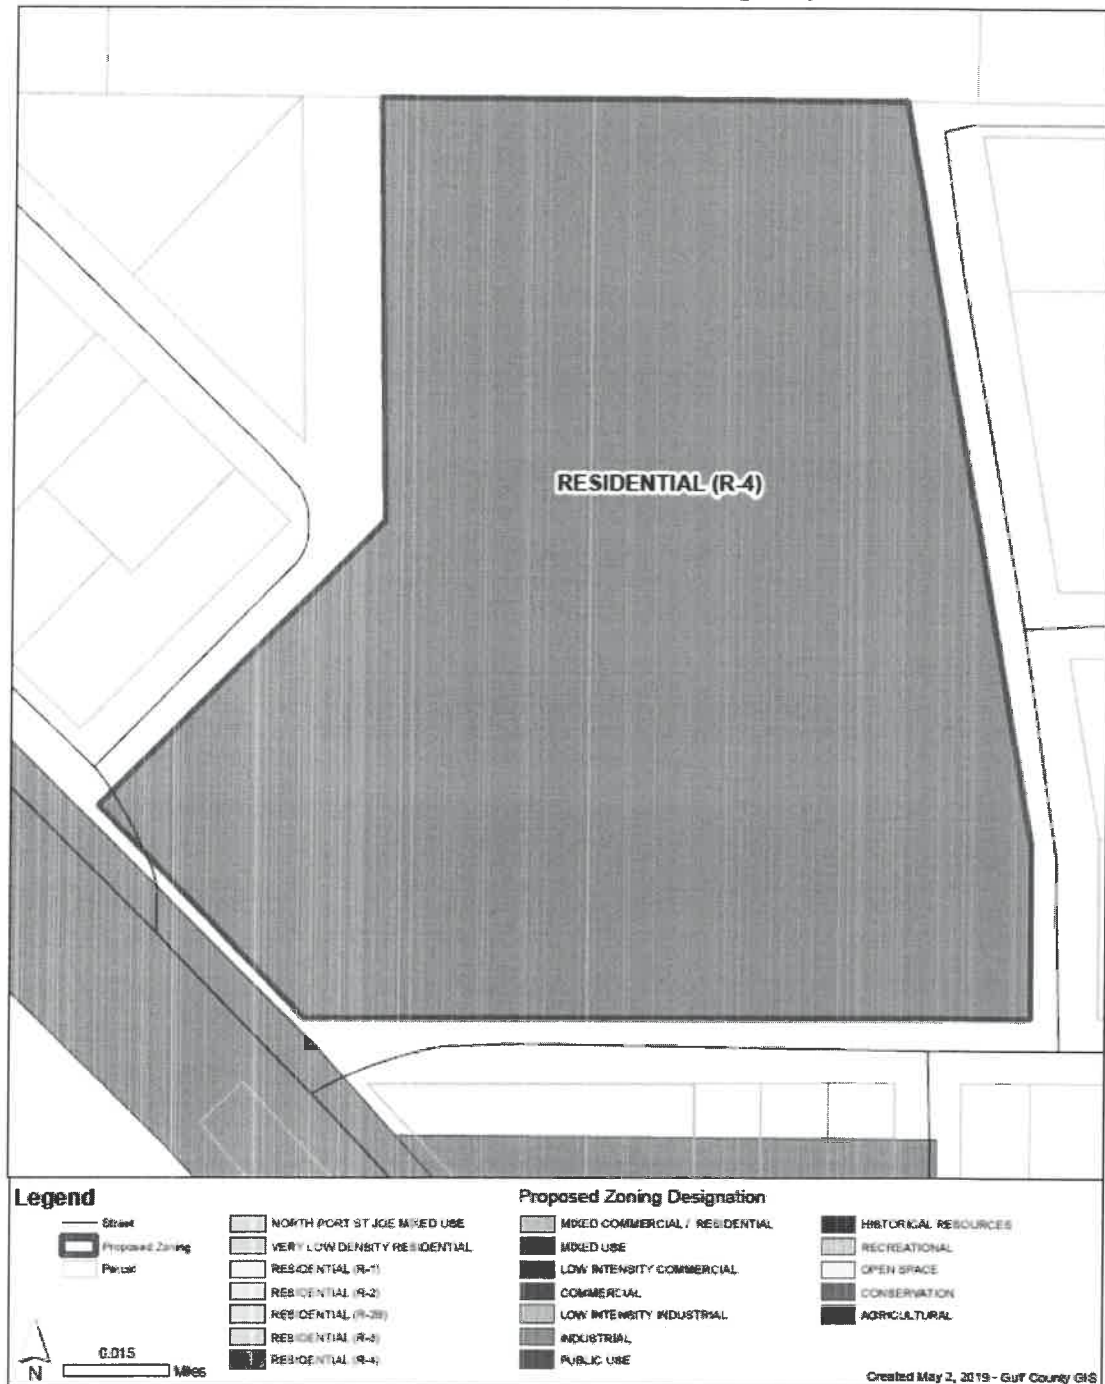 RESIDENTIAL (R-4)
Legend
Street
Proposed Zoning
Parcel
0.015
Miles
N
NORTH PORT ST JOE MIXED USE
VERY LOW DENSITY RESIDENTIAL
RESIDENTIAL (R-1)
RESIDENTIAL (R-2)
RESIDENTIAL (R-2B)
RESIDENTIAL (R-3)
RESIDENTIAL (R-4)
Proposed Zoning Designation
MIXED COMMERCIAL / RESIDENTIAL
MIXED USE
LOW INTENSITY COMMERCIAL
COMMERCIAL
LOW INTENSITY INDUSTRIAL
INDUSTRIAL
PUBLIC USE
HISTORICAL RESOURCES
RECREATIONAL
OPEN SPACE
CONSERVATION
AGRICULTURAL
Created May 2, 2019 - Gulf County GIS